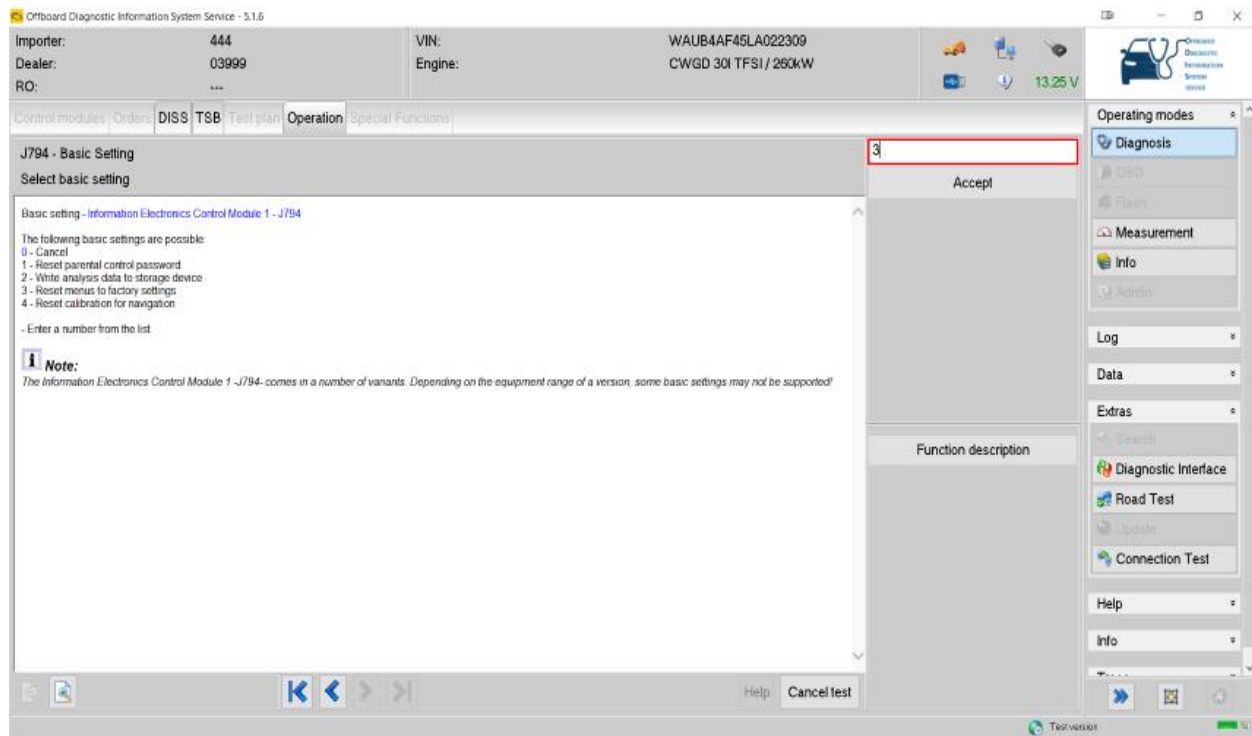 Offboard Diagnostic Information System Service - 5.1.6
Importer: 444 VIN: WAUB4AF45LA022309
Dealer: 03999 Engine: CWGD 30I TFSI / 260kW
RO: ---
13.25 V
OFFBOARD
DIAGNOSTIC
INFORMATION
SYSTEM
SERVICE
Control modules Orders DISS TSB Test plan Operation Special Functions
J794 - Basic Setting
Select basic setting
3
Accept
Basic setting - Information Electronics Control Module 1 - J794
The following basic settings are possible:
0 - Cancel
1 - Reset parental control password
2 - Write analysis data to storage device
3 - Reset menus to factory settings
4 - Reset calibration for navigation
- Enter a number from the list.
i Note:
The Information Electronics Control Module 1 -J794- comes in a number of variants. Depending on the equipment range of a version, some basic settings may not be supported!
Function description
Operating modes
Diagnosis
OBD
Flash
Measurement
Info
Admin
Log
Data
Extras
Search
Diagnostic Interface
Road Test
Update
Connection Test
Help
Info
Help
Cancel test
Testversion